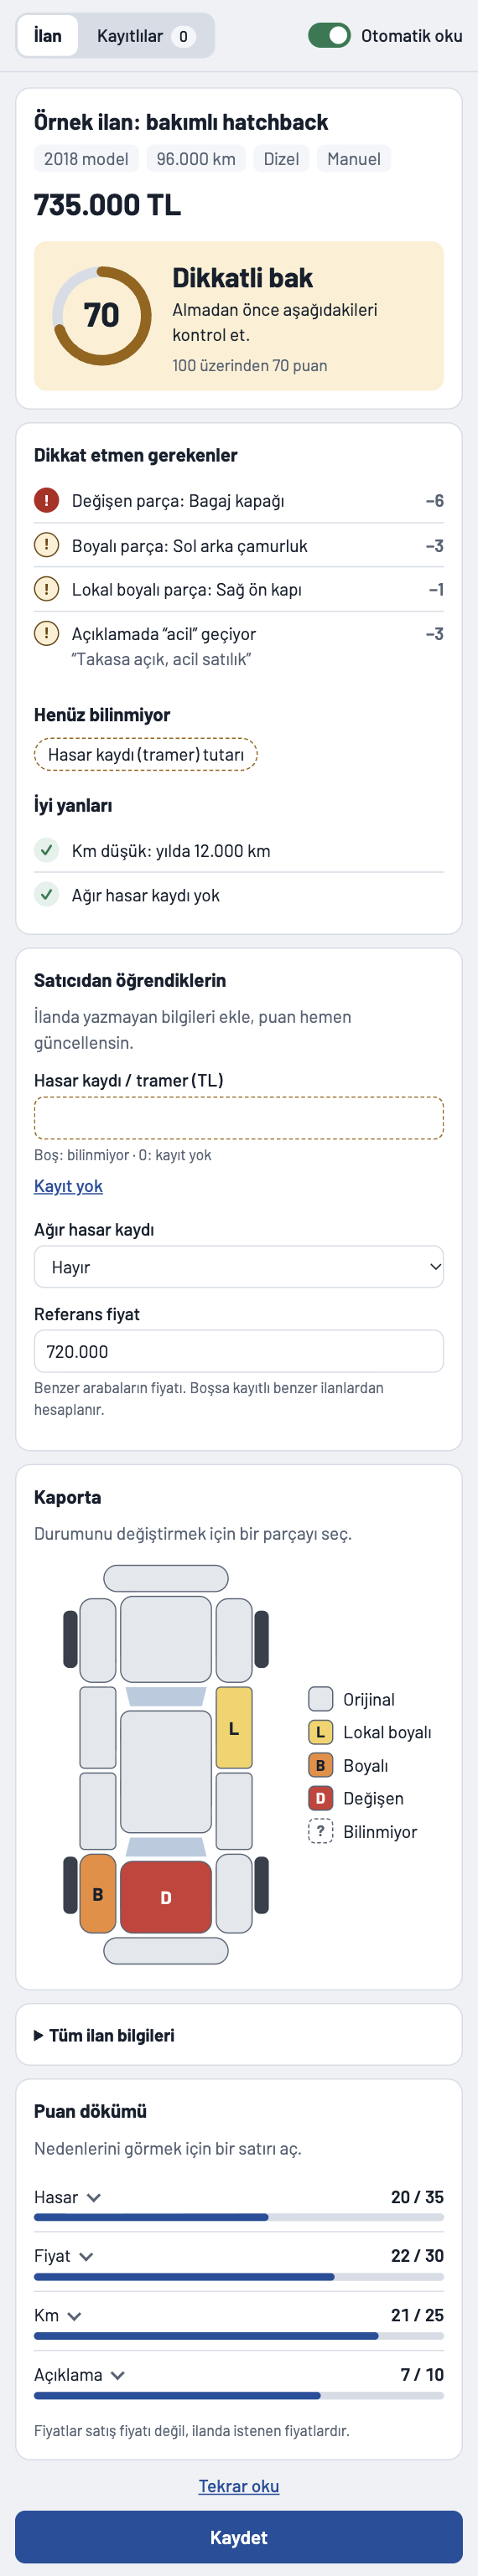 İlan
Kayıtlılar 0
Otomatik oku
Örnek ilan: bakımlı hatchback
2018 model 96.000 km Dizel Manuel
735.000 TL
70
Dikkatli bak
Almadan önce aşağıdakileri
kontrol et.
100 üzerinden 70 puan
Dikkat etmen gerekenler
! Değişen parça: Bagaj kapağı −6
! Boyalı parça: Sol arka çamurluk −3
! Lokal boyalı parça: Sağ ön kapı −1
! Açıklamada “acil” geçiyor −3
“Takasa açık, acil satılık”
Henüz bilinmiyor
Hasar kaydı (tramer) tutarı
İyi yanları
Km düşük: yılda 12.000 km
Ağır hasar kaydı yok
Satıcıdan öğrendiklerin
İlanda yazmayan bilgileri ekle, puan hemen
güncellensin.
Hasar kaydı / tramer (TL)
Boş: bilinmiyor · 0: kayıt yok
Kayıt yok
Ağır hasar kaydı
Hayır
Referans fiyat
720.000
Benzer arabaların fiyatı. Boşsa kayıtlı benzer ilanlardan
hesaplanır.
Kaporta
Durumunu değiştirmek için bir parçayı seç.
L
B
D
Orijinal
L Lokal boyalı
B Boyalı
D Değişen
? Bilinmiyor
Tüm ilan bilgileri
Puan dökümü
Nedenlerini görmek için bir satırı aç.
Hasar 20 / 35
Fiyat 22 / 30
Km 21 / 25
Açıklama 7 / 10
Fiyatlar satış fiyatı değil, ilanda istenen fiyatlardır.
Tekrar oku
Kaydet